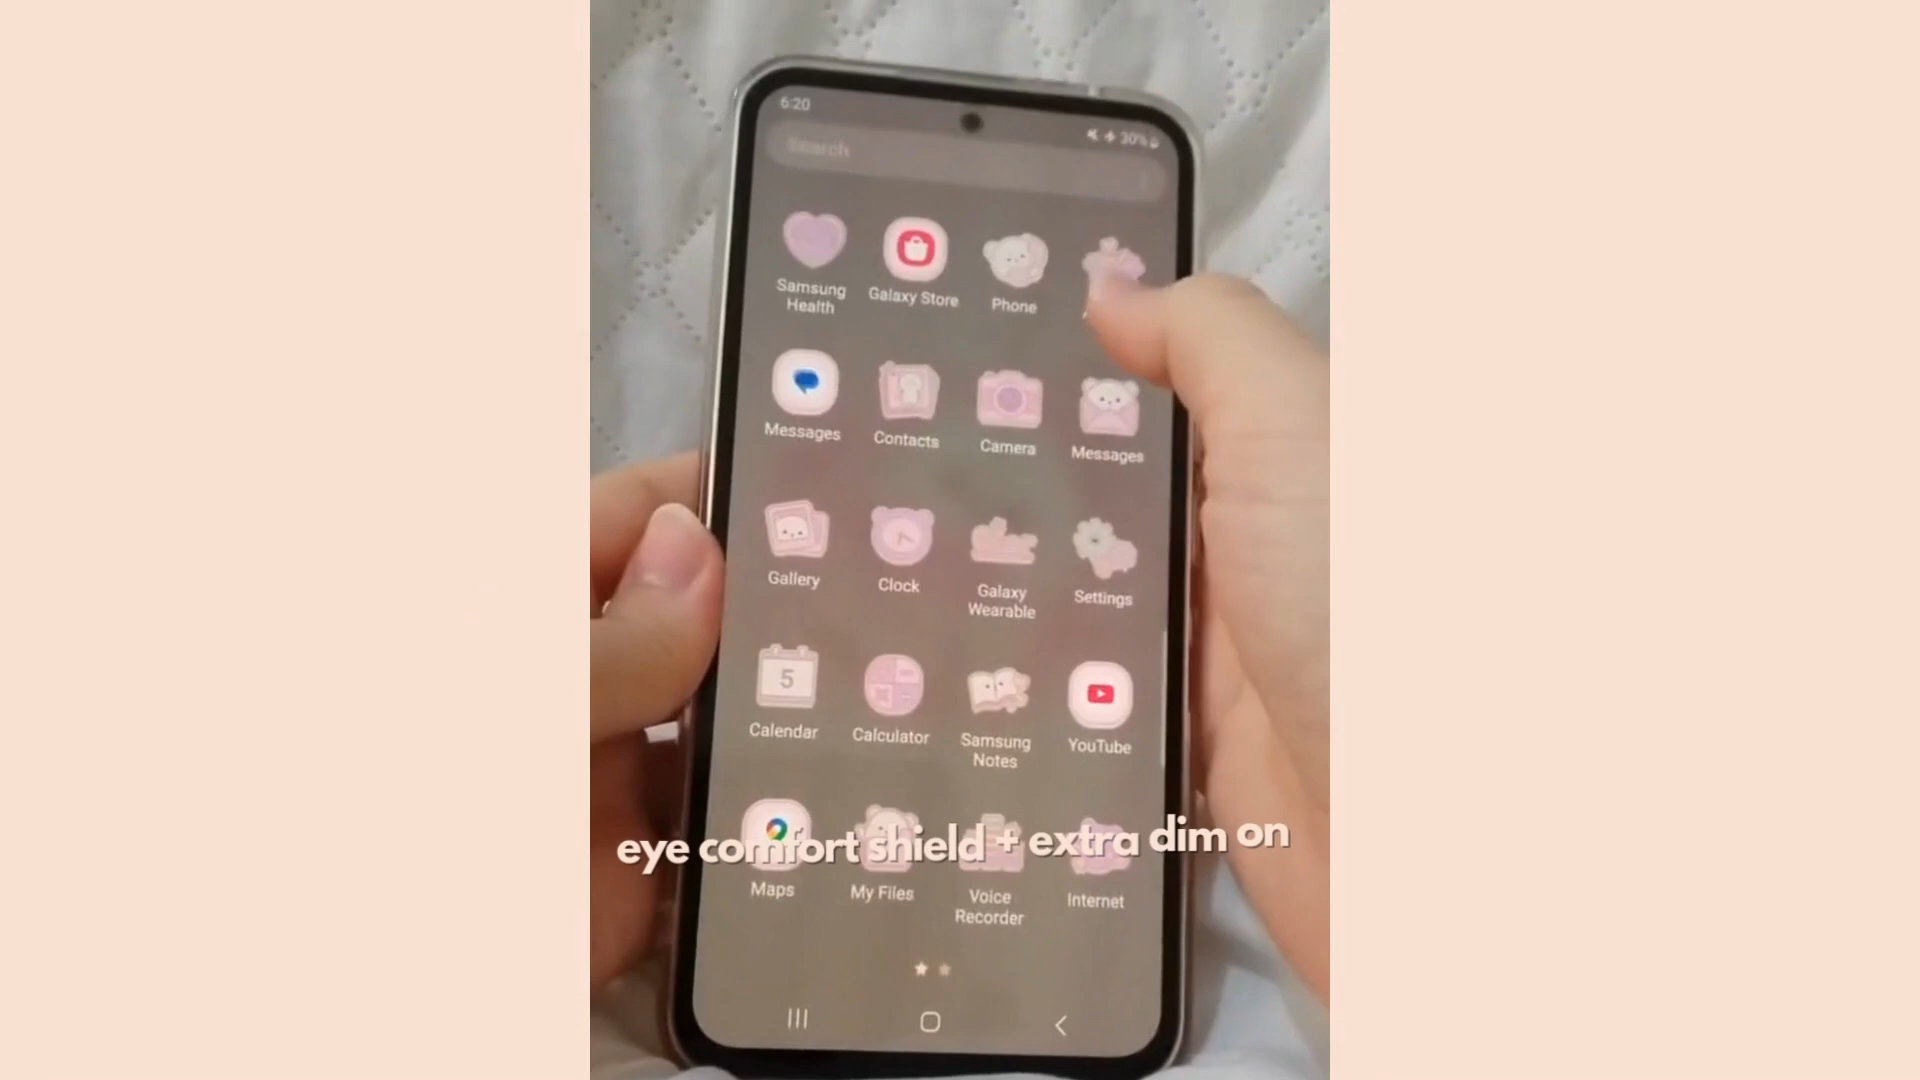 6:20
30%
Search
Samsung
Health
Galaxy Store
Phone
Messages
Contacts
Camera
Messages
Gallery
Clock
Galaxy
Wearable
Settings
5
Calendar
Calculator
Samsung
Notes
YouTube
eye comfort shield + extra dim on
Maps
My Files
Voice
Recorder
Internet